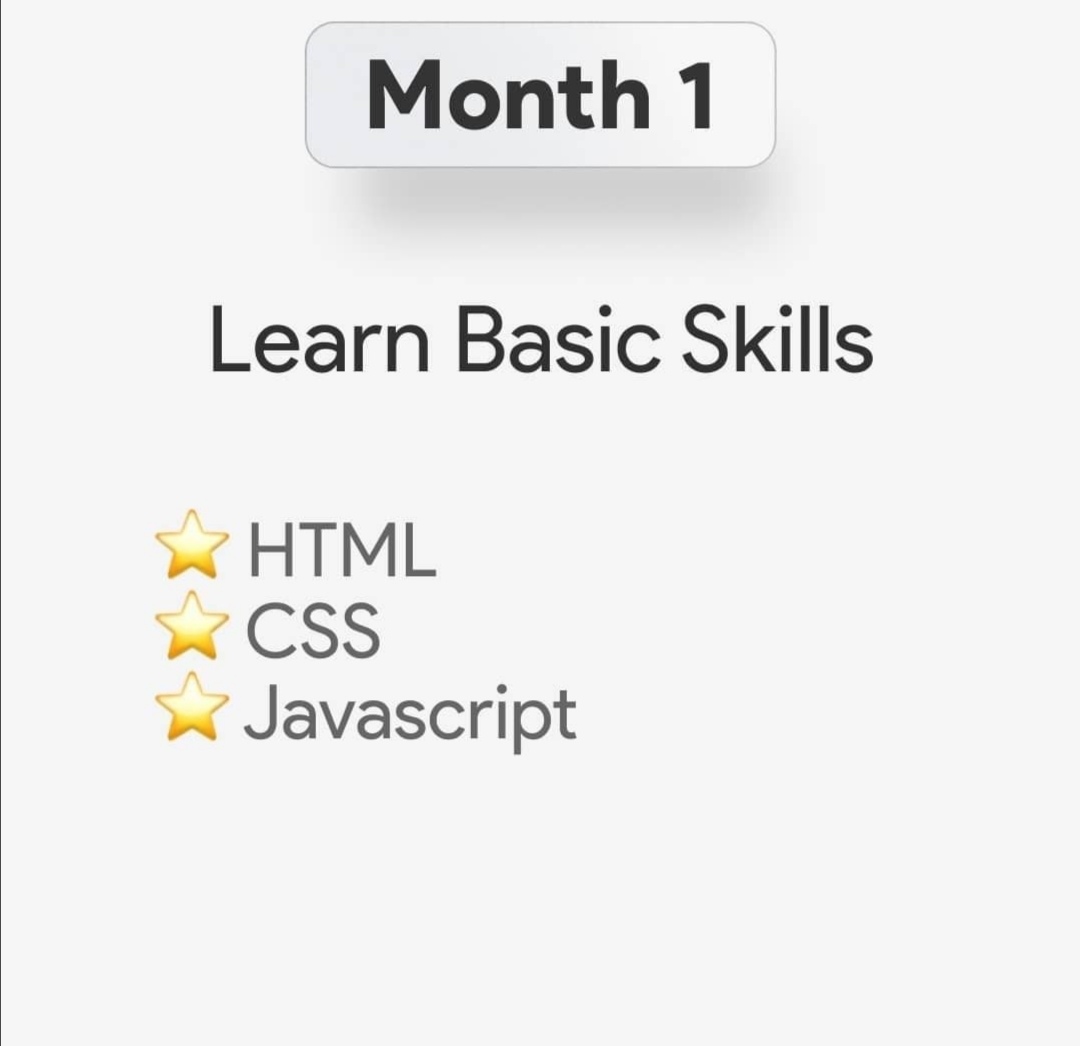 Month 1
Learn Basic Skills
⭐ HTML
⭐ CSS
⭐ Javascript